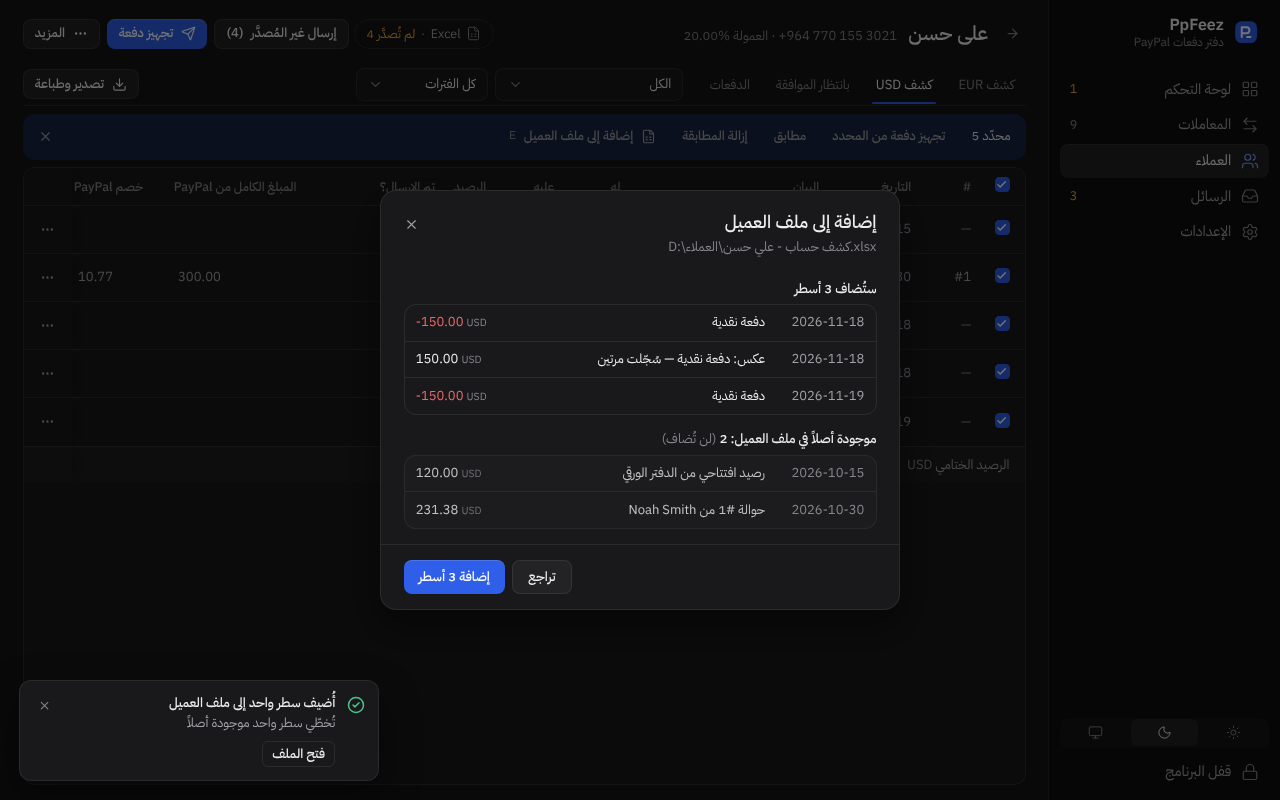 PpFeez
دفتر دفعات PayPal
لوحة التحكم 1
المعاملات 9
العملاء
الرسائل 3
الإعدادات
قفل البرنامج
علي حسن
+964 770 155 3021 · العمولة 20.00%
Excel · لم تُصدَّر 4
إرسال غير المُصدَّر (4)
تجهيز دفعة
المزيد
كشف EUR
كشف USD
بانتظار الموافقة
الدفعات
الكل
كل الفترات
تصدير وطباعة
محدّد 5
تجهيز دفعة من المحدد
مطابق
إزالة المطابقة
إضافة إلى ملف العميل E
# التاريخ البيان له عليه الرصيد تم الإرسال؟ المبلغ الكامل من PayPal خصم PayPal
— 15
#1 30 300.00 10.77
— 18
— 18
— 19
الرصيد الختامي USD
إضافة إلى ملف العميل
D:\العملاء\كشف حساب - علي حسن.xlsx
ستُضاف 3 أسطر
2026-11-18 دفعة نقدية -150.00 USD
2026-11-18 عكس: دفعة نقدية — سُجّلت مرتين 150.00 USD
2026-11-19 دفعة نقدية -150.00 USD
موجودة أصلاً في ملف العميل: 2 (لن تُضاف)
2026-10-15 رصيد افتتاحي من الدفتر الورقي 120.00 USD
2026-10-30 حوالة #1 من Noah Smith 231.38 USD
تراجع
إضافة 3 أسطر
أُضيف سطر واحد إلى ملف العميل
تُخطّي سطر واحد موجودة أصلاً
فتح الملف